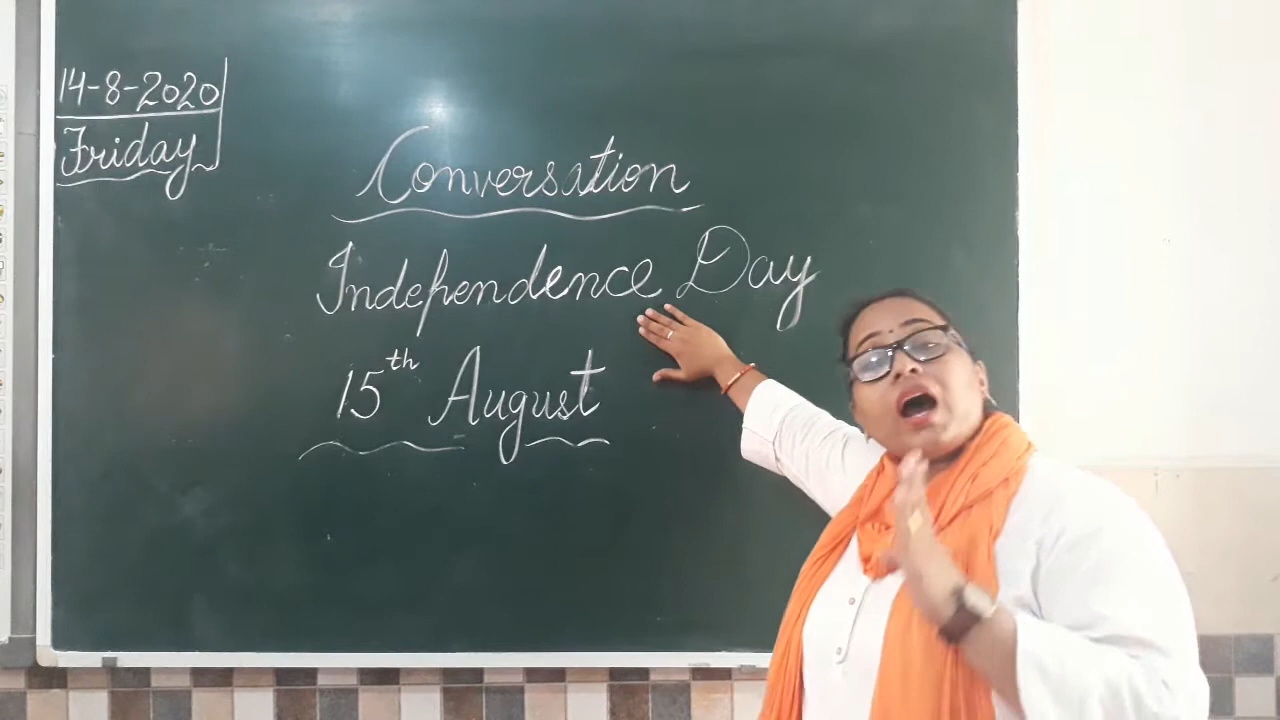 14-8-2020
Friday
Conversation
Independence Day
15th August